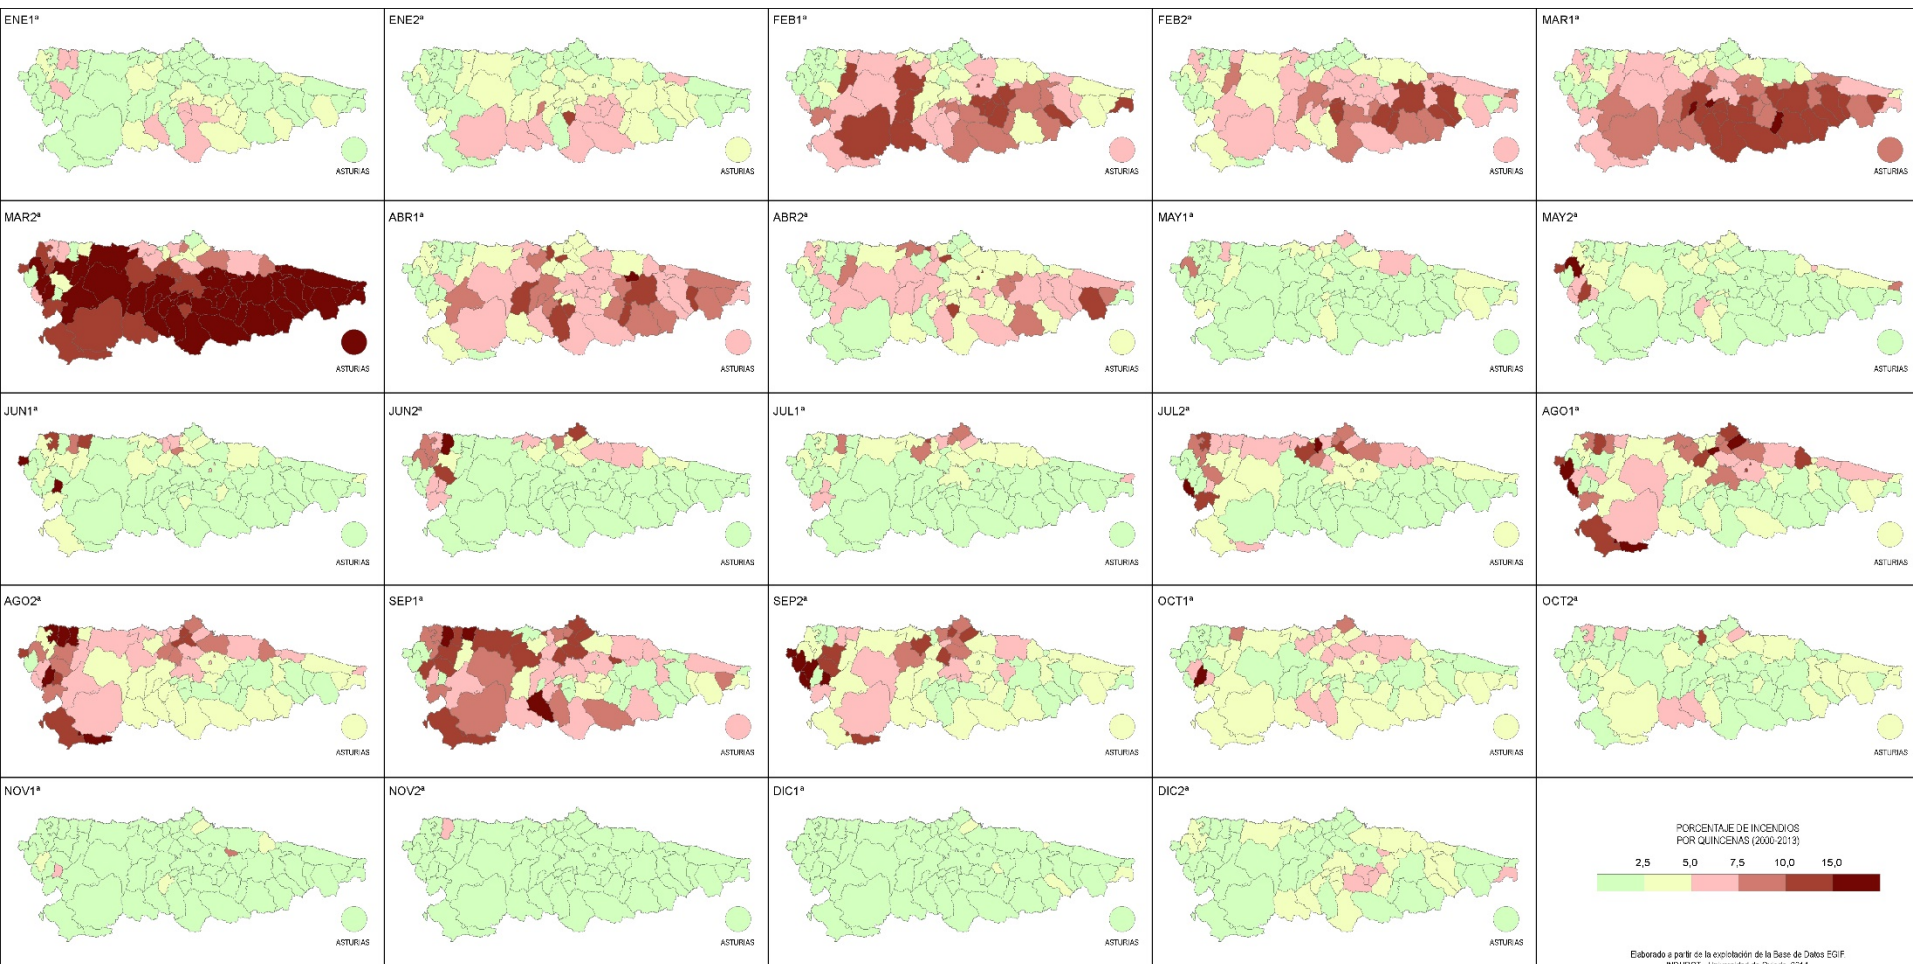 ENE1ª
ENE2ª
FEB1ª
FEB2ª
MAR1ª
ASTURIAS
ASTURIAS
ASTURIAS
ASTURIAS
ASTURIAS
MAR2ª
ABR1ª
ABR2ª
MAY1ª
MAY2ª
ASTURIAS
ASTURIAS
ASTURIAS
ASTURIAS
ASTURIAS
JUN1ª
JUN2ª
JUL1ª
JUL2ª
AGO1ª
ASTURIAS
ASTURIAS
ASTURIAS
ASTURIAS
ASTURIAS
AGO2ª
SEP1ª
SEP2ª
OCT1ª
OCT2ª
ASTURIAS
ASTURIAS
ASTURIAS
ASTURIAS
ASTURIAS
NOV1ª
NOV2ª
DIC1ª
DIC2ª
ASTURIAS
ASTURIAS
ASTURIAS
ASTURIAS
PORCENTAJE DE INCENDIOS
POR QUINCENAS (2000-2013)
2,5 5,0 7,5 10,0 15,0
Elaborado a partir de la explotación de la Base de Datos EGIF.